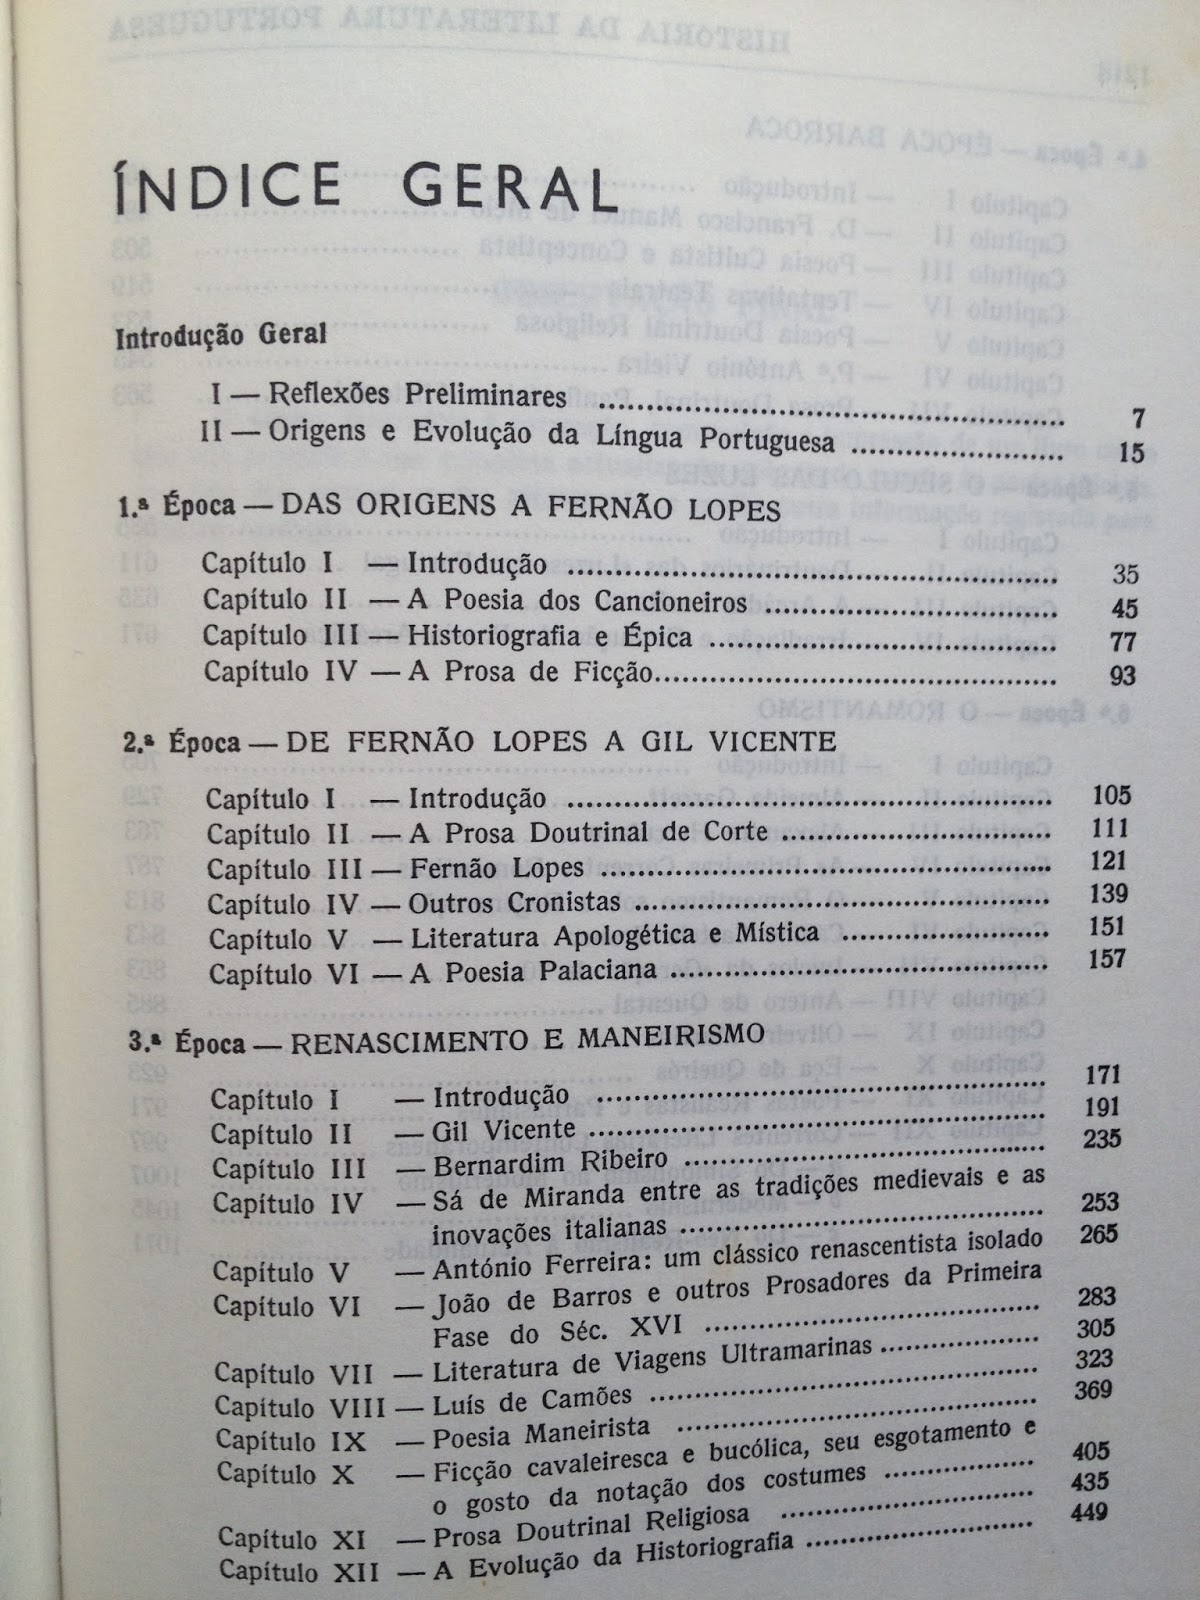 ÍNDICE GERAL
Introdução Geral
I — Reflexões Preliminares ........ 7
II — Origens e Evolução da Língua Portuguesa ........ 15
1.ª Época — DAS ORIGENS A FERNÃO LOPES
Capítulo I — Introdução ........ 35
Capítulo II — A Poesia dos Cancioneiros ........ 45
Capítulo III — Historiografia e Épica ........ 77
Capítulo IV — A Prosa de Ficção ........ 93
2.ª Época — DE FERNÃO LOPES A GIL VICENTE
Capítulo I — Introdução ........ 105
Capítulo II — A Prosa Doutrinal de Corte ........ 111
Capítulo III — Fernão Lopes ........ 121
Capítulo IV — Outros Cronistas ........ 139
Capítulo V — Literatura Apologética e Mística ........ 151
Capítulo VI — A Poesia Palaciana ........ 157
3.ª Época — RENASCIMENTO E MANEIRISMO
Capítulo I — Introdução ........ 171
Capítulo II — Gil Vicente ........ 191
Capítulo III — Bernardim Ribeiro ........ 235
Capítulo IV — Sá de Miranda entre as tradições medievais e as
inovações italianas ........ 253
Capítulo V — António Ferreira: um clássico renascentista isolado 265
Capítulo VI — João de Barros e outros Prosadores da Primeira
Fase do Séc. XVI ........ 283
Capítulo VII — Literatura de Viagens Ultramarinas ........ 305
Capítulo VIII — Luís de Camões ........ 323
Capítulo IX — Poesia Maneirista ........ 369
Capítulo X — Ficção cavaleiresca e bucólica, seu esgotamento e
o gosto da notação dos costumes ........ 405
Capítulo XI — Prosa Doutrinal Religiosa ........ 435
Capítulo XII — A Evolução da Historiografia ........ 449